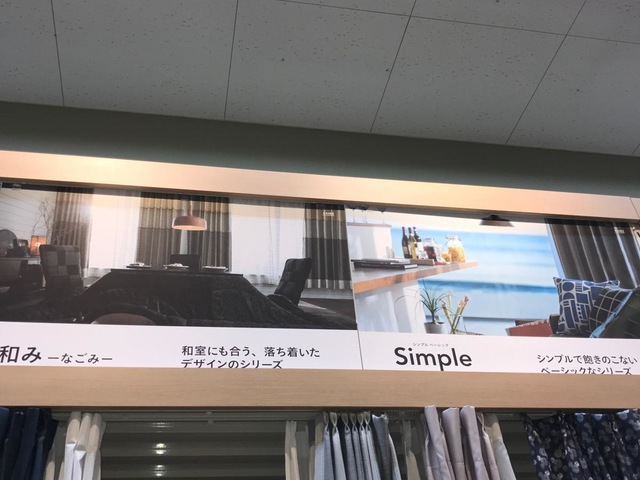 和み ーなごみー
和室にも合う、落ち着いた
デザインのシリーズ
シンプル ベーシック
Simple
シンプルで飽きのこない
ベーシックなシリーズ